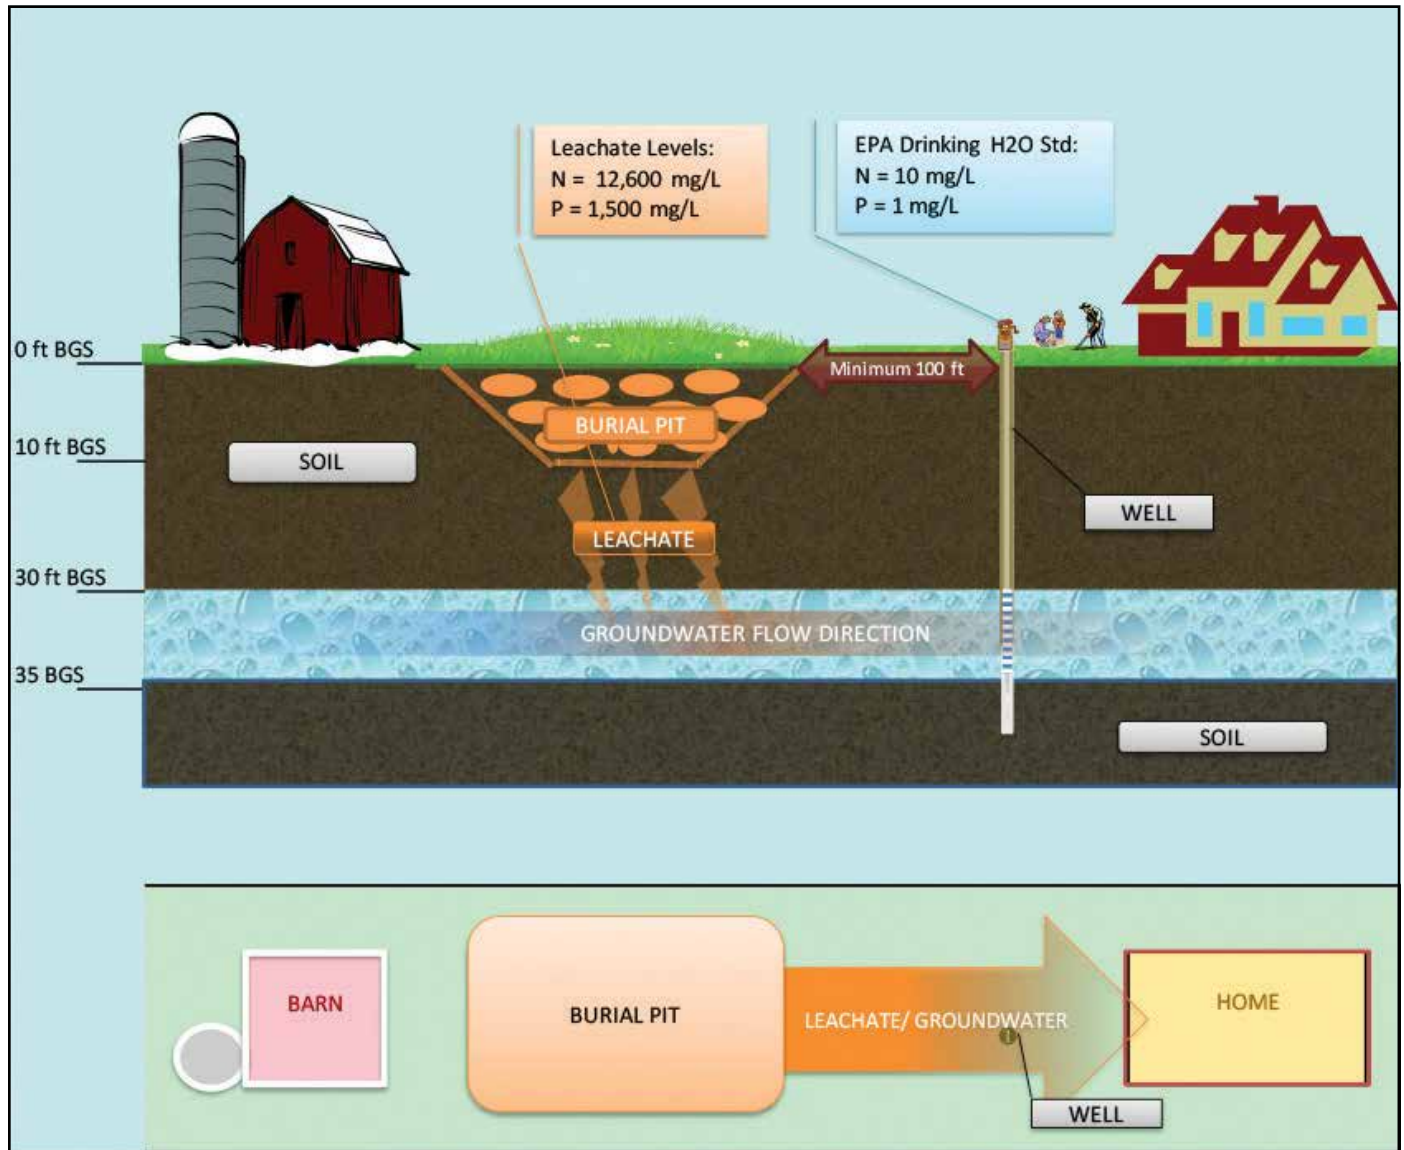 Leachate Levels:
N = 12,600 mg/L
P = 1,500 mg/L
EPA Drinking H2O Std:
N = 10 mg/L
P = 1 mg/L
0 ft BGS
Minimum 100 ft
BURIAL PIT
10 ft BGS
SOIL
WELL
LEACHATE
30 ft BGS
GROUNDWATER FLOW DIRECTION
35 BGS
SOIL
BARN
BURIAL PIT
LEACHATE/ GROUNDWATER
HOME
WELL